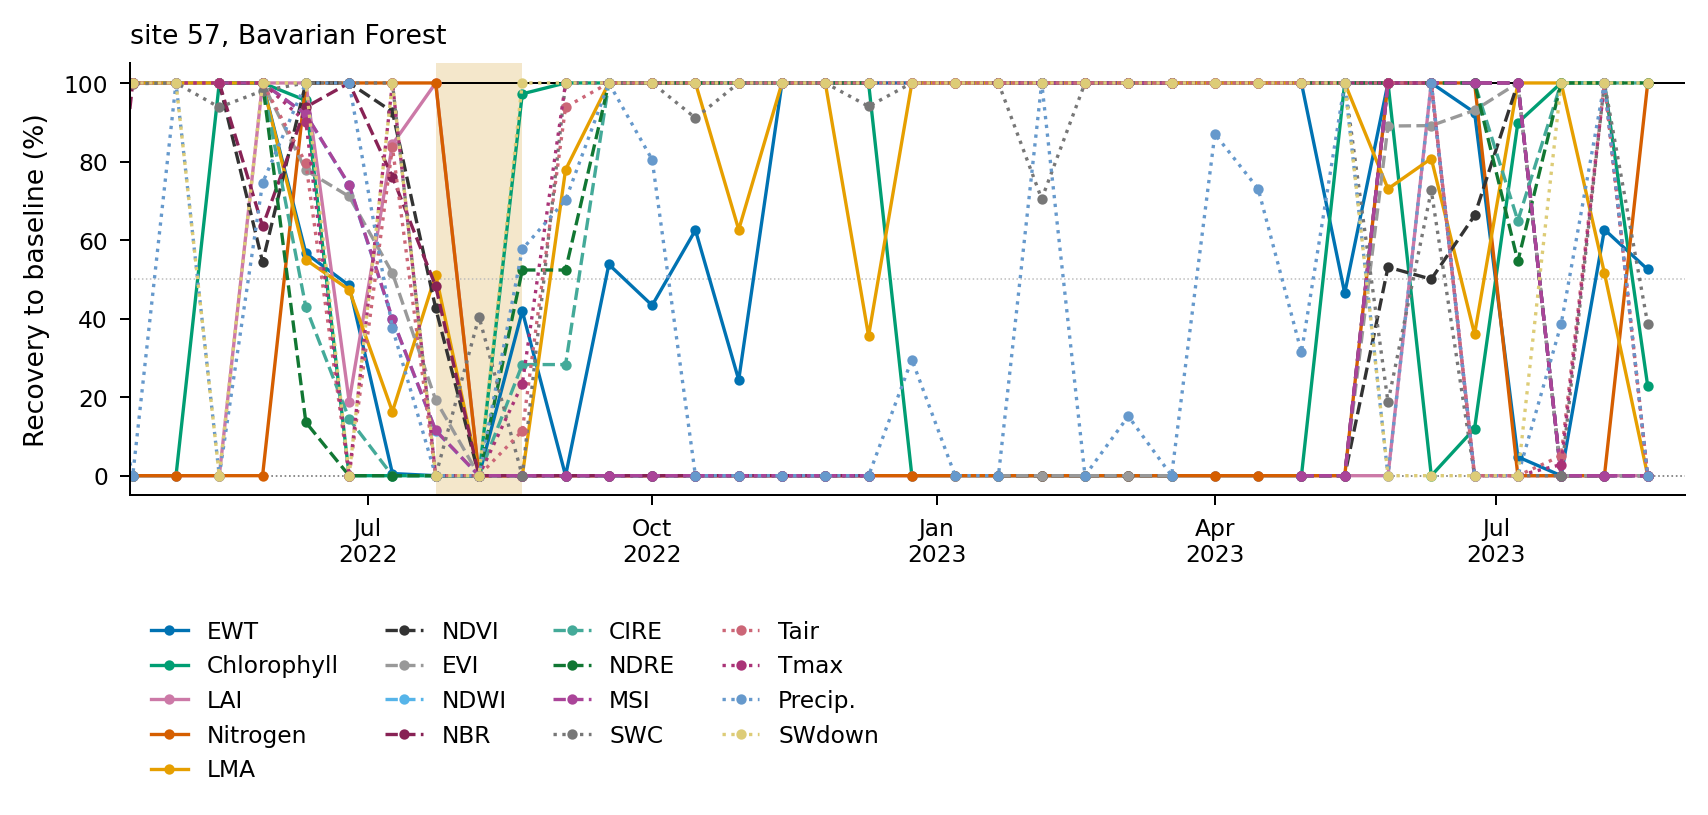 site 57, Bavarian Forest
Recovery to baseline (%)
100
80
60
40
20
0
Jul
2022
Oct
2022
Jan
2023
Apr
2023
Jul
2023
EWT
Chlorophyll
LAI
Nitrogen
LMA
NDVI
EVI
NDWI
NBR
CIRE
NDRE
MSI
SWC
Tair
Tmax
Precip.
SWdown